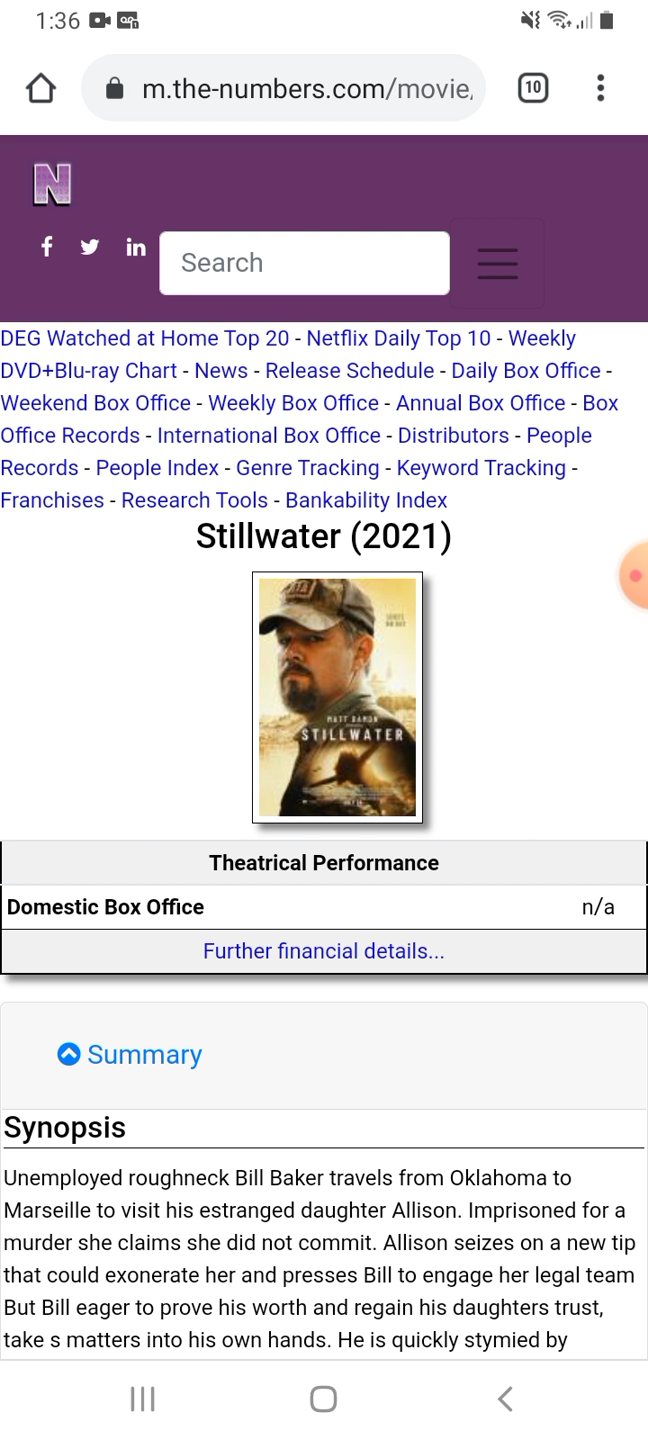 1:36
m.the-numbers.com/movie,
10
N
f
in
Search
DEG Watched at Home Top 20 - Netflix Daily Top 10 - Weekly
DVD+Blu-ray Chart - News - Release Schedule - Daily Box Office -
Weekend Box Office - Weekly Box Office - Annual Box Office - Box
Office Records - International Box Office - Distributors - People
Records - People Index - Genre Tracking - Keyword Tracking -
Franchises - Research Tools - Bankability Index
Stillwater (2021)
MATT DAMON
STILLWATER
Theatrical Performance
Domestic Box Office n/a
Further financial details...
Summary
Synopsis
Unemployed roughneck Bill Baker travels from Oklahoma to
Marseille to visit his estranged daughter Allison. Imprisoned for a
murder she claims she did not commit. Allison seizes on a new tip
that could exonerate her and presses Bill to engage her legal team
But Bill eager to prove his worth and regain his daughters trust,
take s matters into his own hands. He is quickly stymied by